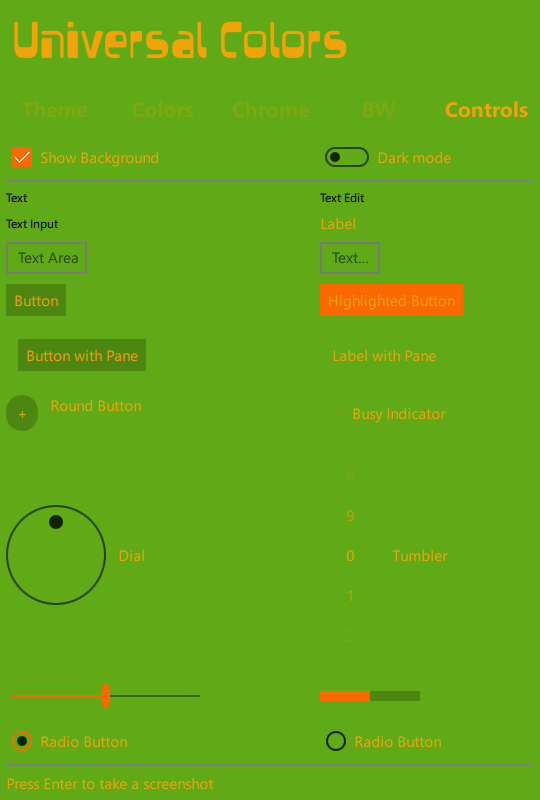 Universal Colors
Theme Colors Chrome BW Controls
Show Background Dark mode
Text Text Edit
Text Input Label
Text Area Text...
Button Highlighted Button
Button with Pane Label with Pane
+ Round Button Busy Indicator
8
9
Dial 0 Tumbler
1
2
Radio Button Radio Button
Press Enter to take a screenshot